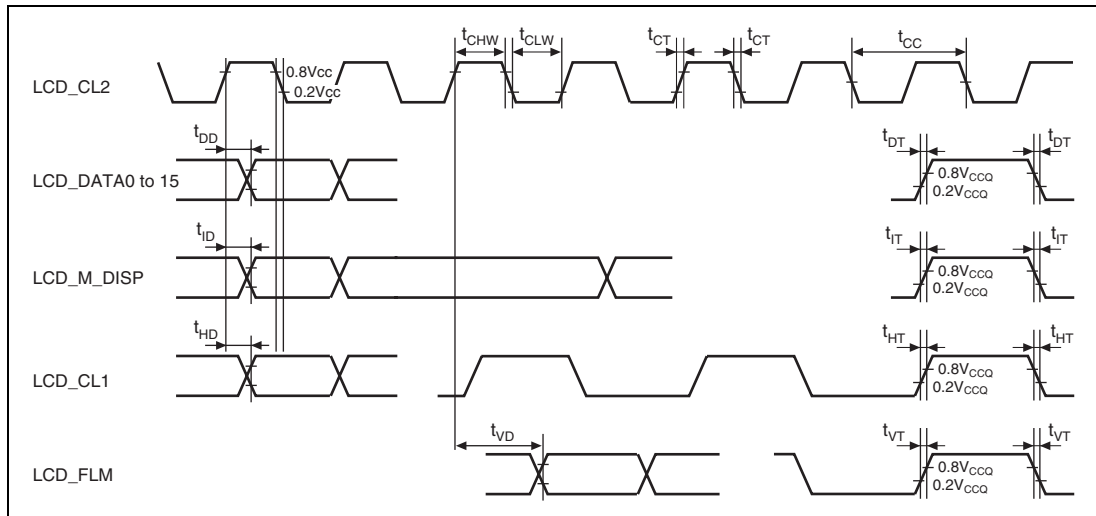 tCHW tCLW tCT tCT tCC
LCD_CL2
0.8Vcc
0.2Vcc
tDD
tDT tDT
LCD_DATA0 to 15
0.8VCCQ
0.2VCCQ
tID
tIT tIT
LCD_M_DISP
0.8VCCQ
0.2VCCQ
tHD
tHT tHT
LCD_CL1
0.8VCCQ
0.2VCCQ
tVD
tVT tVT
LCD_FLM
0.8VCCQ
0.2VCCQ